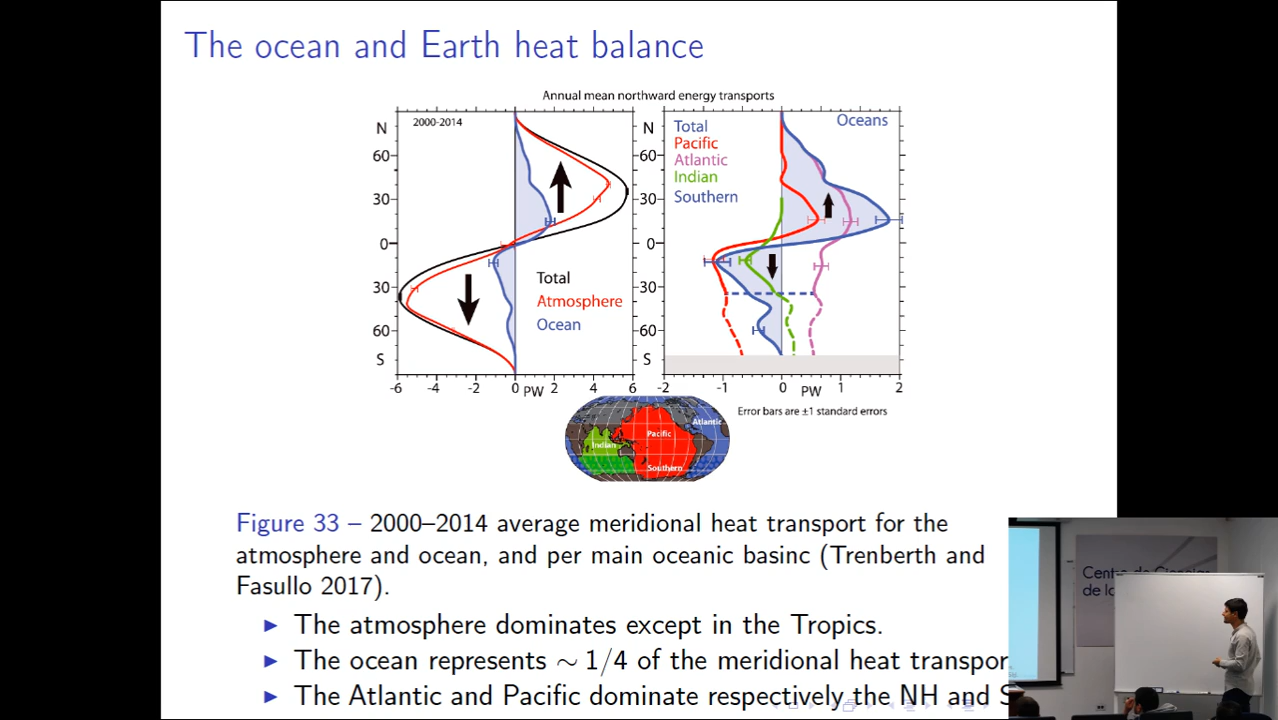 The ocean and Earth heat balance
Annual mean northward energy transports
2000-2014
N
60
30
0
30
60
S
Total
Atmosphere
Ocean
-6 -4 -2 0 PW 2 4 6
N
60
30
0
30
60
S
Total
Pacific
Atlantic
Indian
Southern
Oceans
-2 -1 0 PW 1 2
Error bars are ±1 standard errors
Atlantic
Pacific
Indian
Southern
Figure 33 – 2000–2014 average meridional heat transport for the
atmosphere and ocean, and per main oceanic basinc (Trenberth and
Fasullo 2017).
▶ The atmosphere dominates except in the Tropics.
▶ The ocean represents ∼ 1/4 of the meridional heat transpor
▶ The Atlantic and Pacific dominate respectively the NH and S
Centro de Ciencias
de l